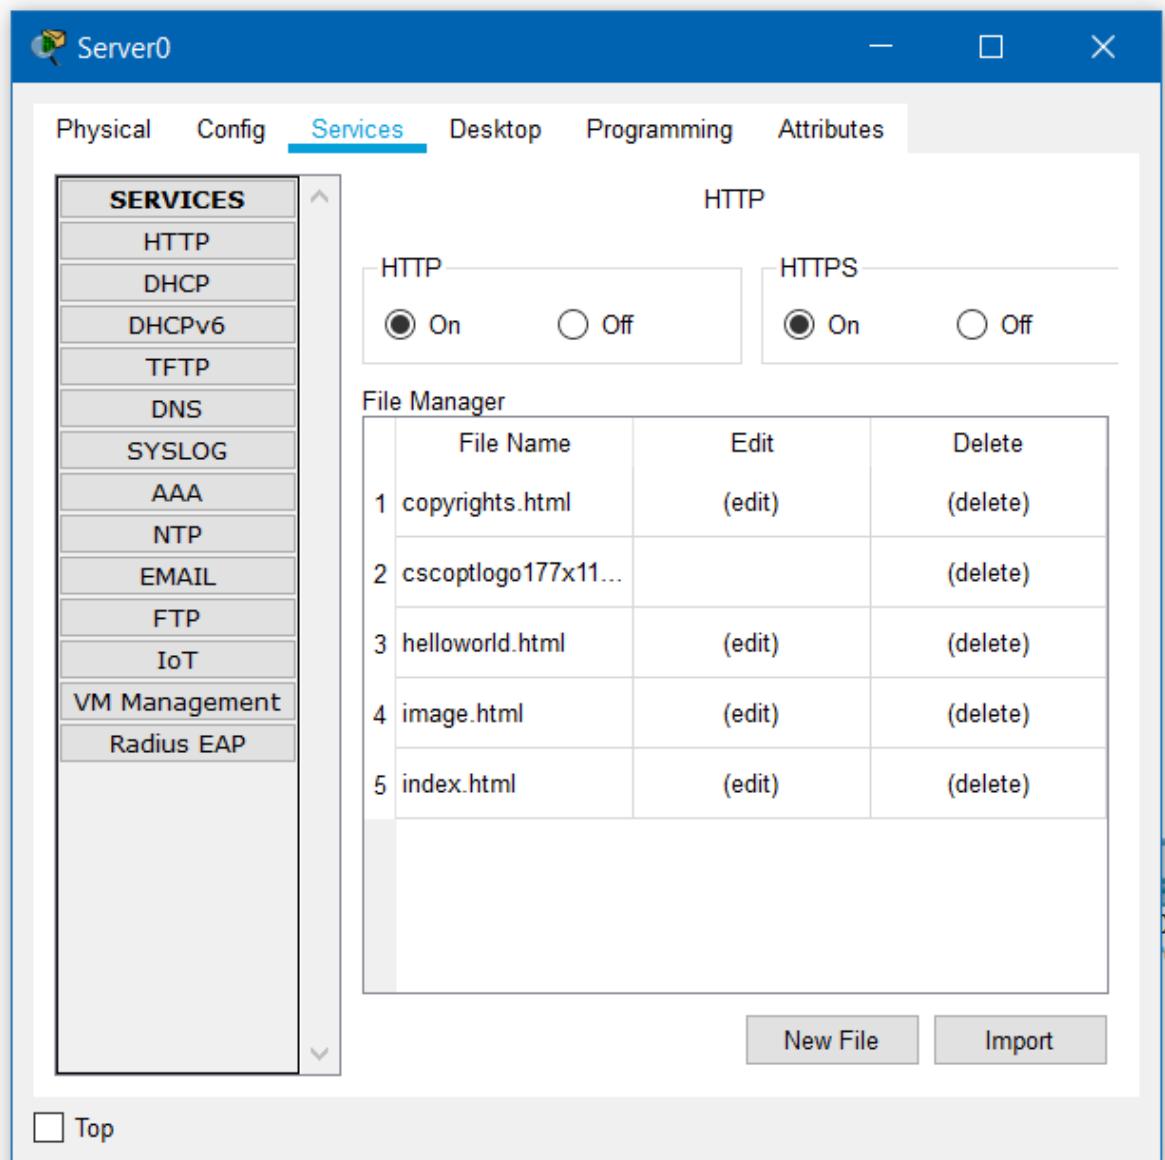 Server0
Physical Config Services Desktop Programming Attributes
SERVICES
HTTP
DHCP
DHCPv6
TFTP
DNS
SYSLOG
AAA
NTP
EMAIL
FTP
IoT
VM Management
Radius EAP
HTTP
HTTP
On Off
HTTPS
On Off
File Manager
File Name Edit Delete
1 copyrights.html (edit) (delete)
2 cscoptlogo177x11... (delete)
3 helloworld.html (edit) (delete)
4 image.html (edit) (delete)
5 index.html (edit) (delete)
New File Import
Top